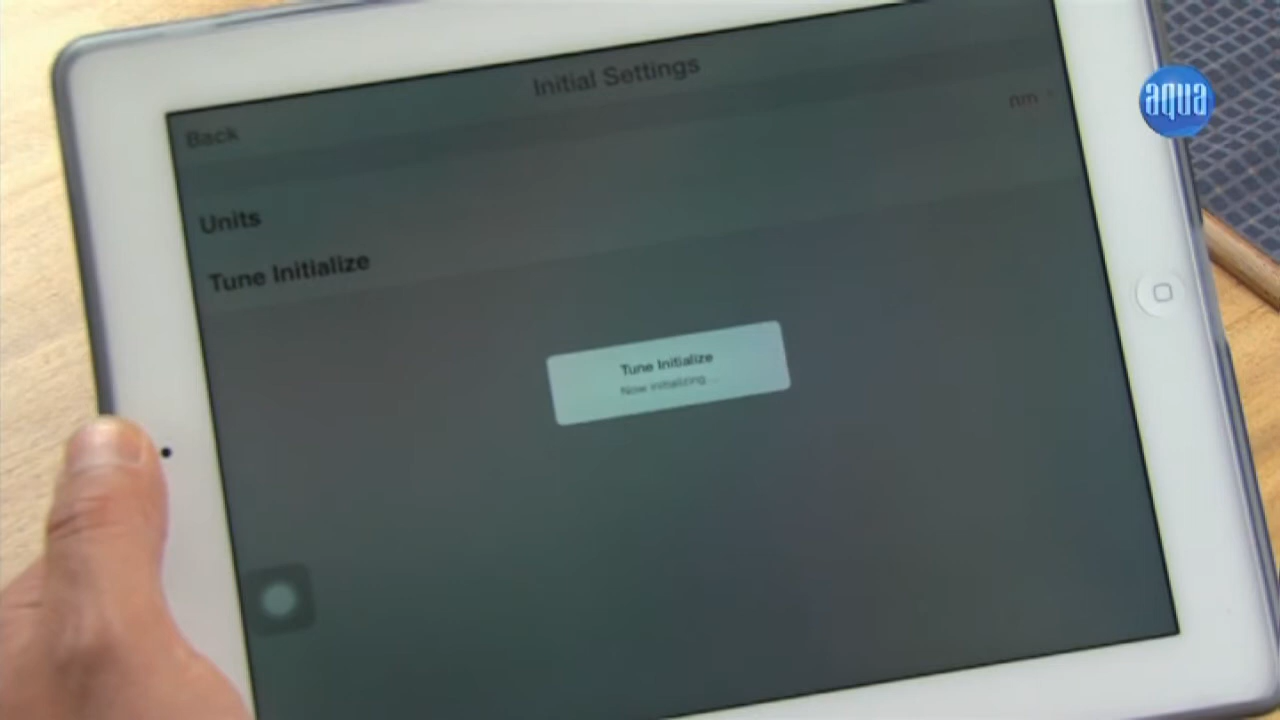 Initial Settings
Back
nm
Units
Tune Initialize
Tune Initialize
Now initializing...
aqua